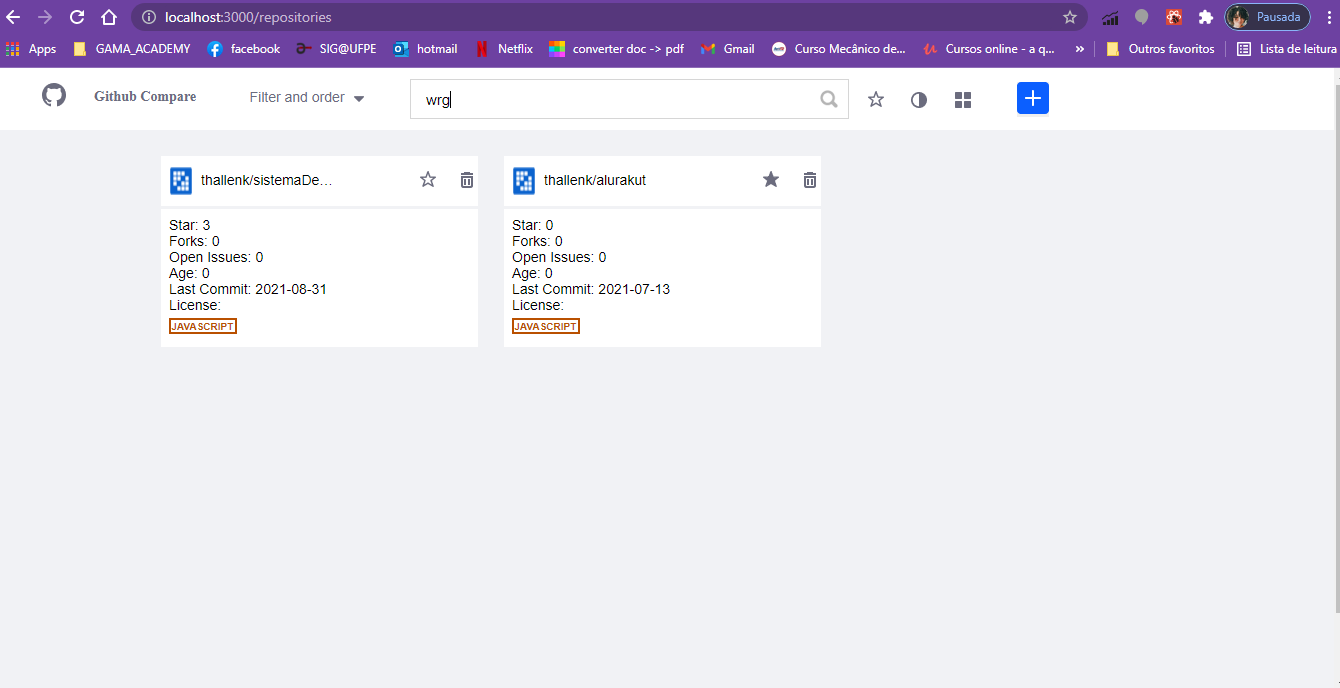 localhost:3000/repositories
Pausada
Apps GAMA_ACADEMY facebook SIG@UFPE hotmail Netflix converter doc -> pdf Gmail Curso Mecânico de... Cursos online - a q... » Outros favoritos Lista de leitura
Github Compare Filter and order wrg
thallenk/sistemaDe…
Star: 3
Forks: 0
Open Issues: 0
Age: 0
Last Commit: 2021-08-31
License:
JAVASCRIPT
thallenk/alurakut
Star: 0
Forks: 0
Open Issues: 0
Age: 0
Last Commit: 2021-07-13
License:
JAVASCRIPT